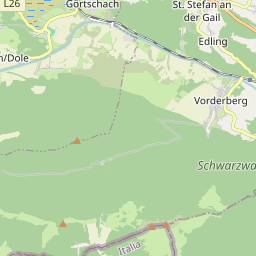 L26
Görtschach
St. Stefan an
der Gail
Edling
n/Dole
Vorderberg
Schwarzwa
Italia